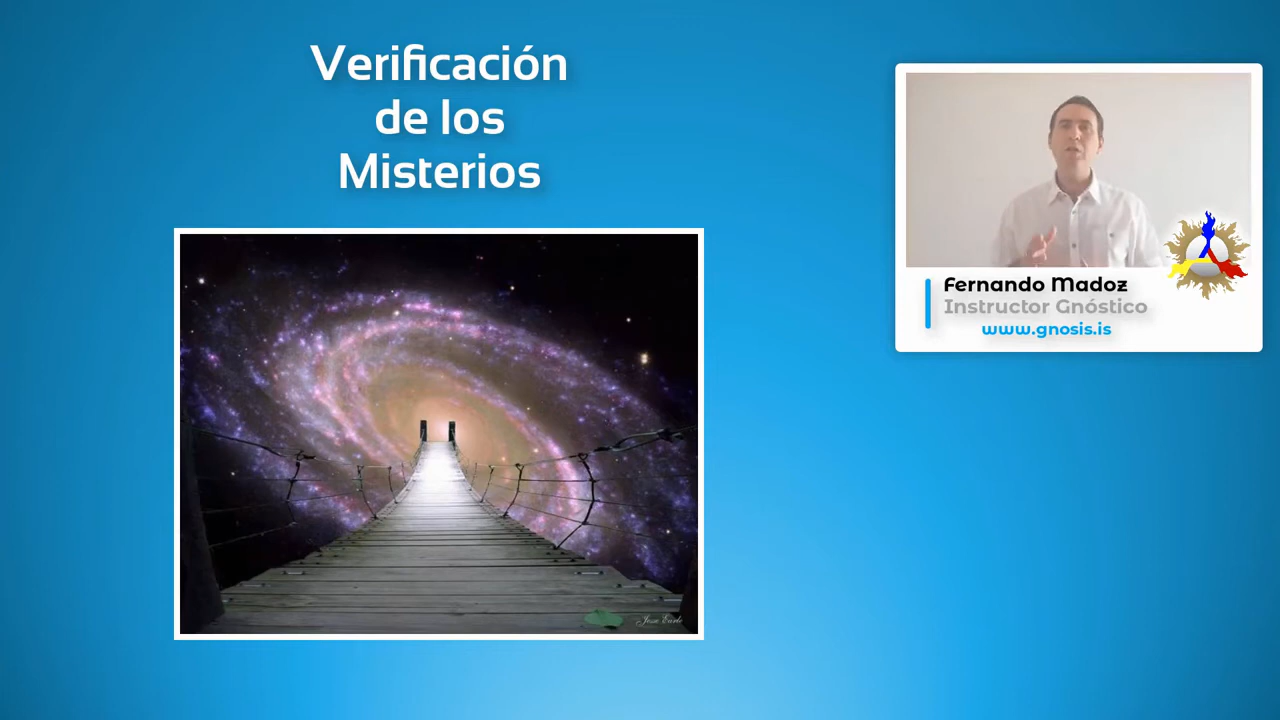 Verificación
de los
Misterios
Fernando Madoz
Instructor Gnóstico
www.gnosis.is